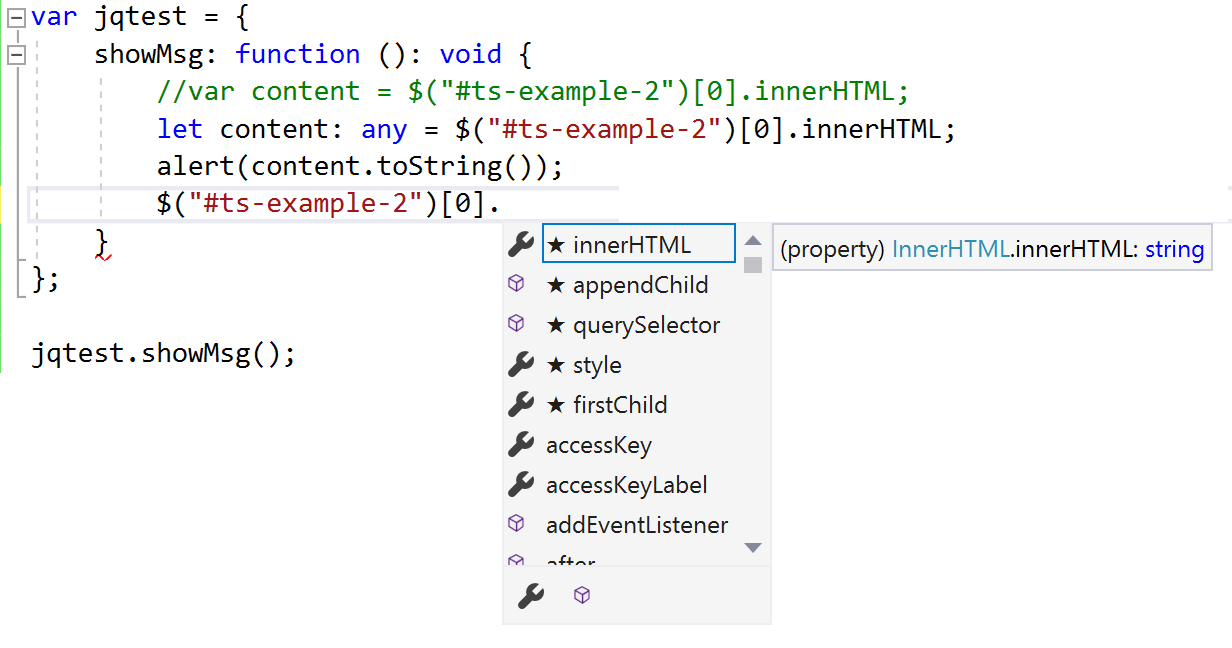 var jqtest = {
    showMsg: function (): void {
        //var content = $("#ts-example-2")[0].innerHTML;
        let content: any = $("#ts-example-2")[0].innerHTML;
        alert(content.toString());
        $("#ts-example-2")[0].
★ innerHTML
(property) InnerHTML.innerHTML: string
★ appendChild
★ querySelector
★ style
★ firstChild
accessKey
accessKeyLabel
addEventListener
after
    }
};
jqtest.showMsg();